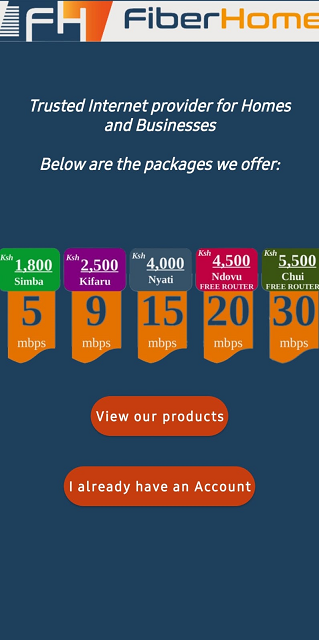 FH FiberHome
Trusted Internet provider for Homes
and Businesses
Below are the packages we offer:
Ksh 1,800 Ksh 2,500 Ksh 4,000 Ksh 4,500 Ksh 5,500
Simba Kifaru Nyati Ndovu Chui
FREE ROUTER FREE ROUTER
5 9 15 20 30
mbps mbps mbps mbps mbps
View our products
I already have an Account